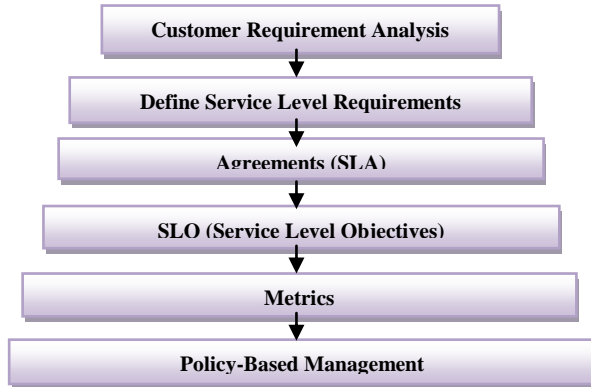 Customer Requirement Analysis
Define Service Level Requirements
Agreements (SLA)
SLO (Service Level Objectives)
Metrics
Policy-Based Management